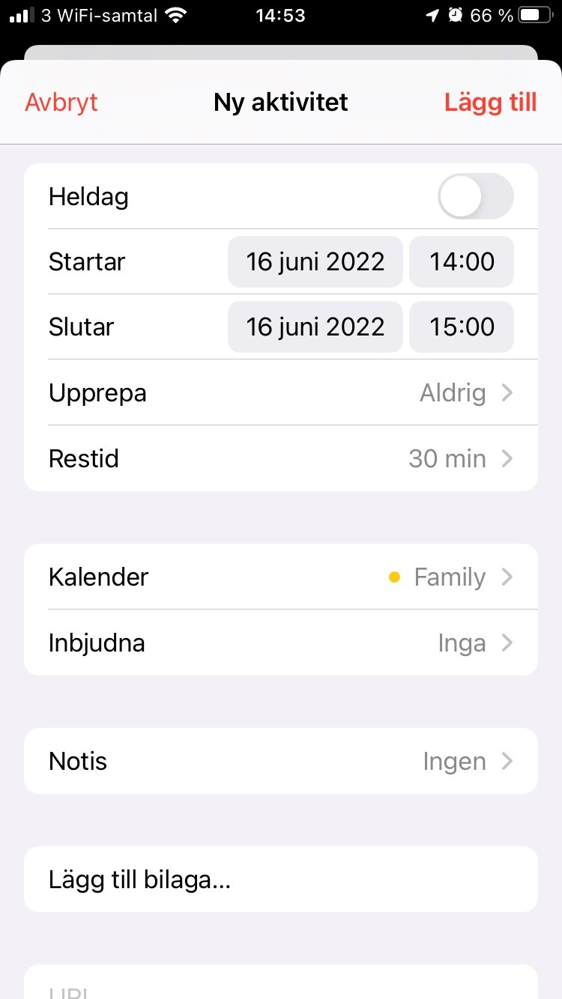 3 WiFi-samtal 14:53 66 %
Avbryt Ny aktivitet Lägg till
Heldag
Startar 16 juni 2022 14:00
Slutar 16 juni 2022 15:00
Upprepa Aldrig
Restid 30 min
Kalender Family
Inbjudna Inga
Notis Ingen
Lägg till bilaga...
URL